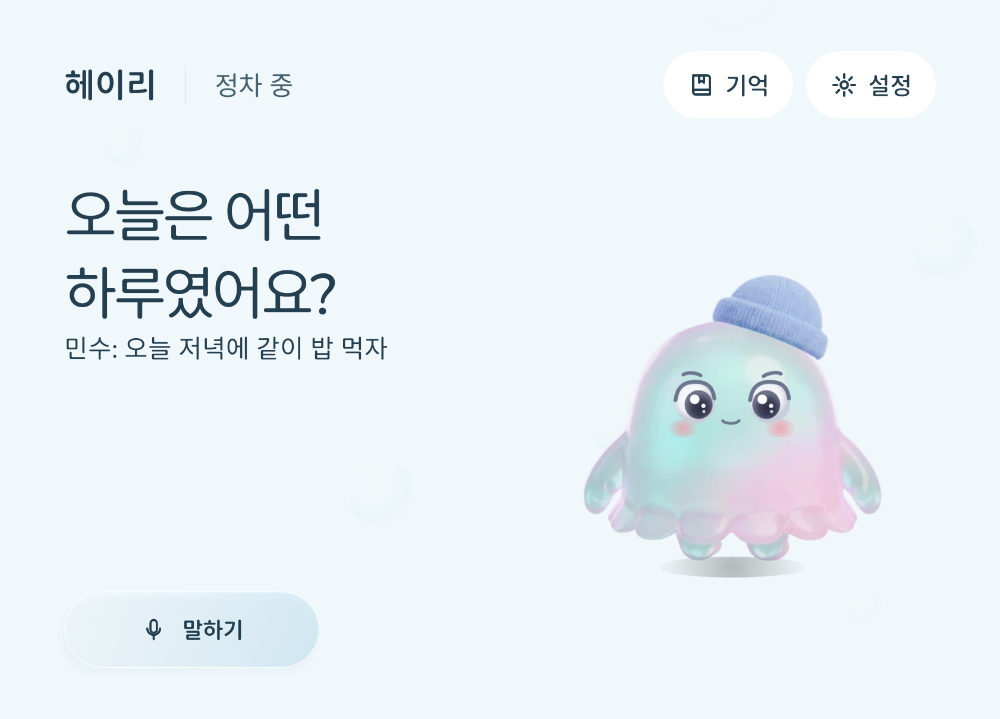 헤이리
정차 중
기억
설정
오늘은 어떤
하루였어요?
민수: 오늘 저녁에 같이 밥 먹자
말하기